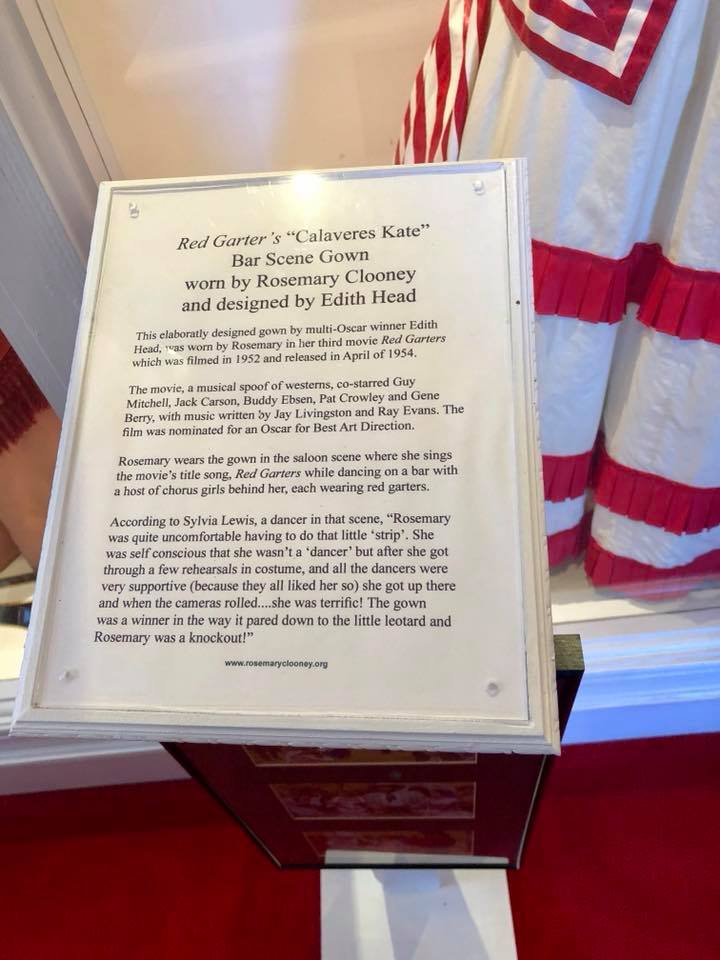 Red Garter's "Calaveres Kate"
Bar Scene Gown
worn by Rosemary Clooney
and designed by Edith Head
This elaboratly designed gown by multi-Oscar winner Edith
Head, was worn by Rosemary in her third movie Red Garters
which was filmed in 1952 and released in April of 1954.
The movie, a musical spoof of westerns, co-starred Guy
Mitchell, Jack Carson, Buddy Ebsen, Pat Crowley and Gene
Berry, with music written by Jay Livingston and Ray Evans. The
film was nominated for an Oscar for Best Art Direction.
Rosemary wears the gown in the saloon scene where she sings
the movie's title song, Red Garters while dancing on a bar with
a host of chorus girls behind her, each wearing red garters.
According to Sylvia Lewis, a dancer in that scene, "Rosemary
was quite uncomfortable having to do that little 'strip'. She
was self conscious that she wasn't a 'dancer' but after she got
through a few rehearsals in costume, and all the dancers were
very supportive (because they all liked her so) she got up there
and when the cameras rolled....she was terrific! The gown
was a winner in the way it pared down to the little leotard and
Rosemary was a knockout!"
www.rosemaryclooney.org